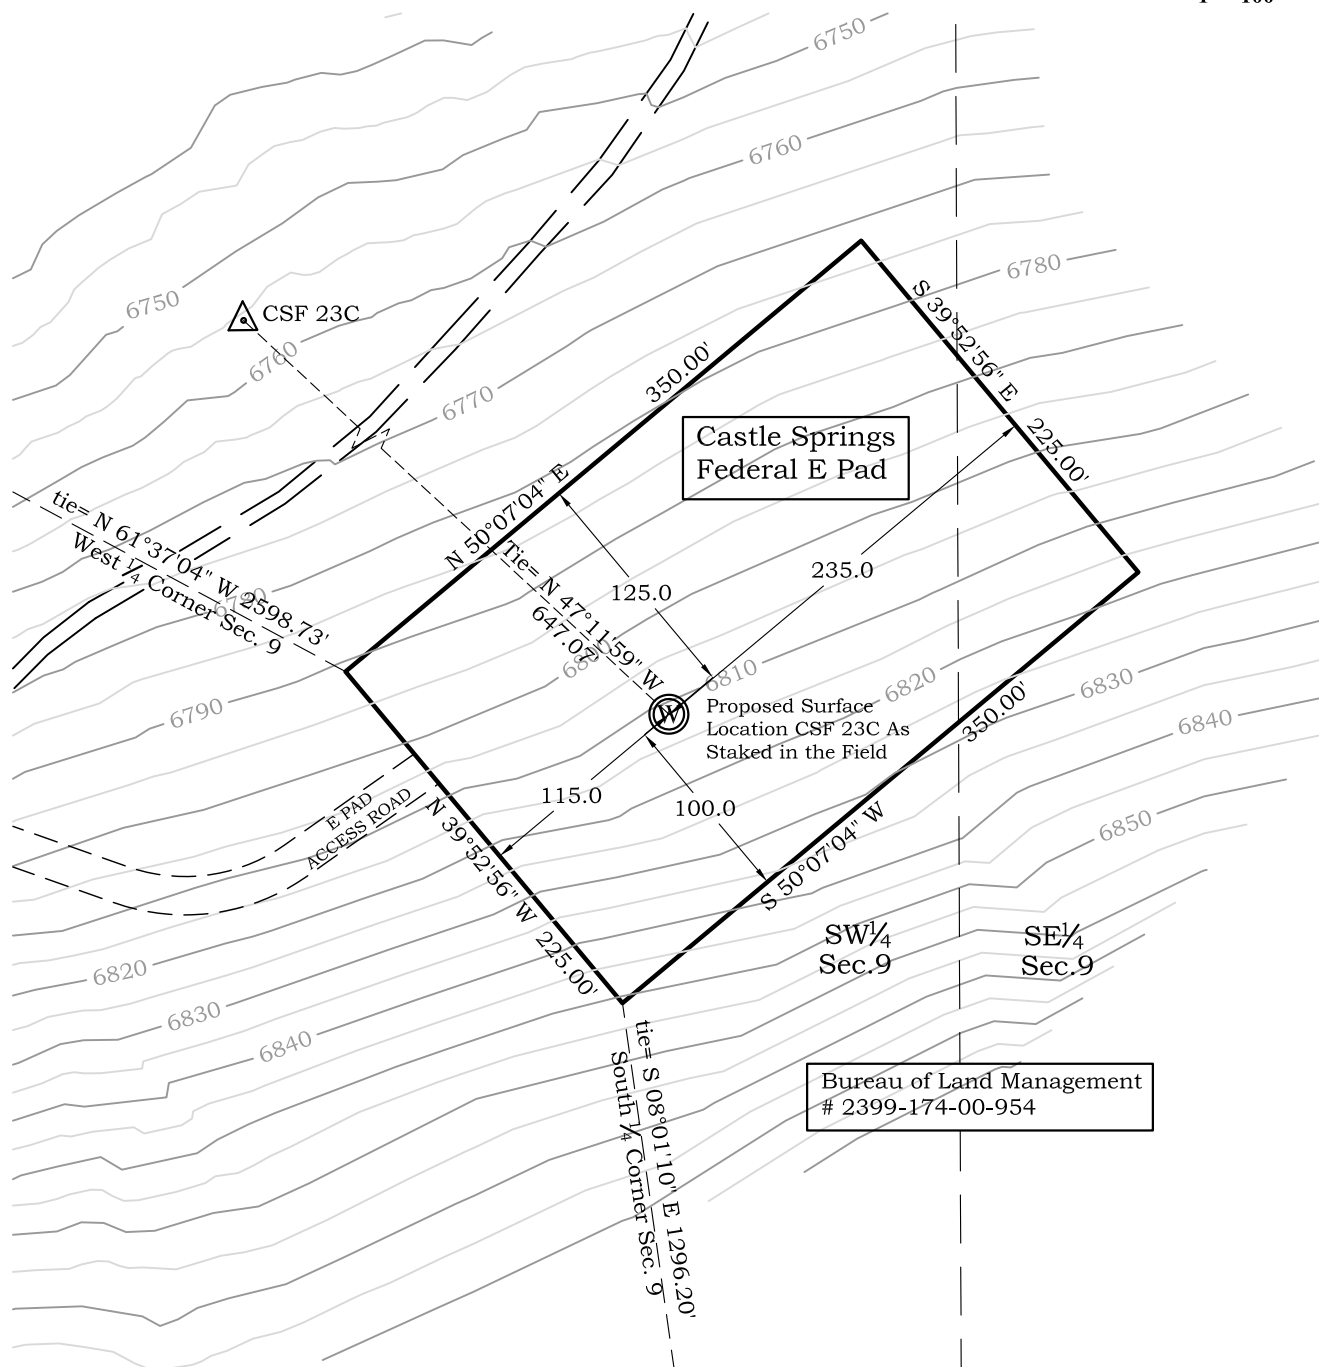 6750
6760
6780
6750
CSF 23C
6760
6770
350.00'
S 39°52'56" E
225.00'
Castle Springs
Federal E Pad
N 50°07'04" E
tie= N 61°37'04" W 2598.73'
West ¼ Corner Sec. 9
Tie= N 47°11'59" W
647.07'
125.0
235.0
6790
6810
6820
6830
6840
350.00'
Proposed Surface
Location CSF 23C As
Staked in the Field
115.0
100.0
E PAD
ACCESS ROAD
N 39°52'56" W
225.00'
S 50°07'04" W
6850
SW¼
Sec.9
SE¼
Sec.9
6820
6830
6840
tie= S 08°01'10" E 1296.20'
South ¼ Corner Sec. 9
Bureau of Land Management
# 2399-174-00-954